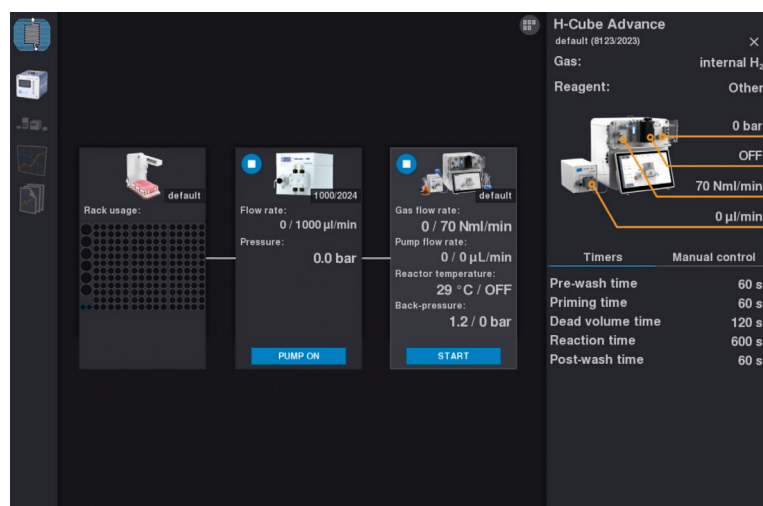 H-Cube Advance
default (8123/2023)
Gas: internal H₂
Reagent: Other
0 bar
OFF
70 Nml/min
0 µl/min
Timers Manual control
Pre-wash time 60 s
Priming time 60 s
Dead volume time 120 s
Reaction time 600 s
Post-wash time 60 s
default
Rack usage:
1000/2024
Flow rate:
0 / 1000 µl/min
Pressure:
0.0 bar
PUMP ON
default
Gas flow rate:
0 / 70 Nml/min
Pump flow rate:
0 / 0 µL/min
Reactor temperature:
29 °C / OFF
Back-pressure:
1.2 / 0 bar
START